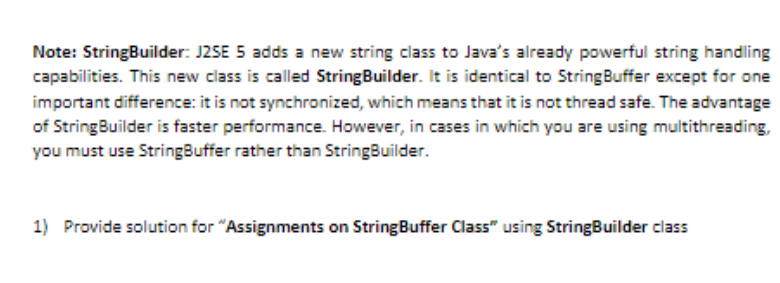 Note: StringBuilder: J2SE 5 adds a new string class to Java's already powerful string handling
capabilities. This new class is called StringBuilder. It is identical to StringBuffer except for one
important difference: it is not synchronized, which means that it is not thread safe. The advantage
of StringBuilder is faster performance. However, in cases in which you are using multithreading,
you must use StringBuffer rather than StringBuilder.
1) Provide solution for "Assignments on StringBuffer Class" using StringBuilder class